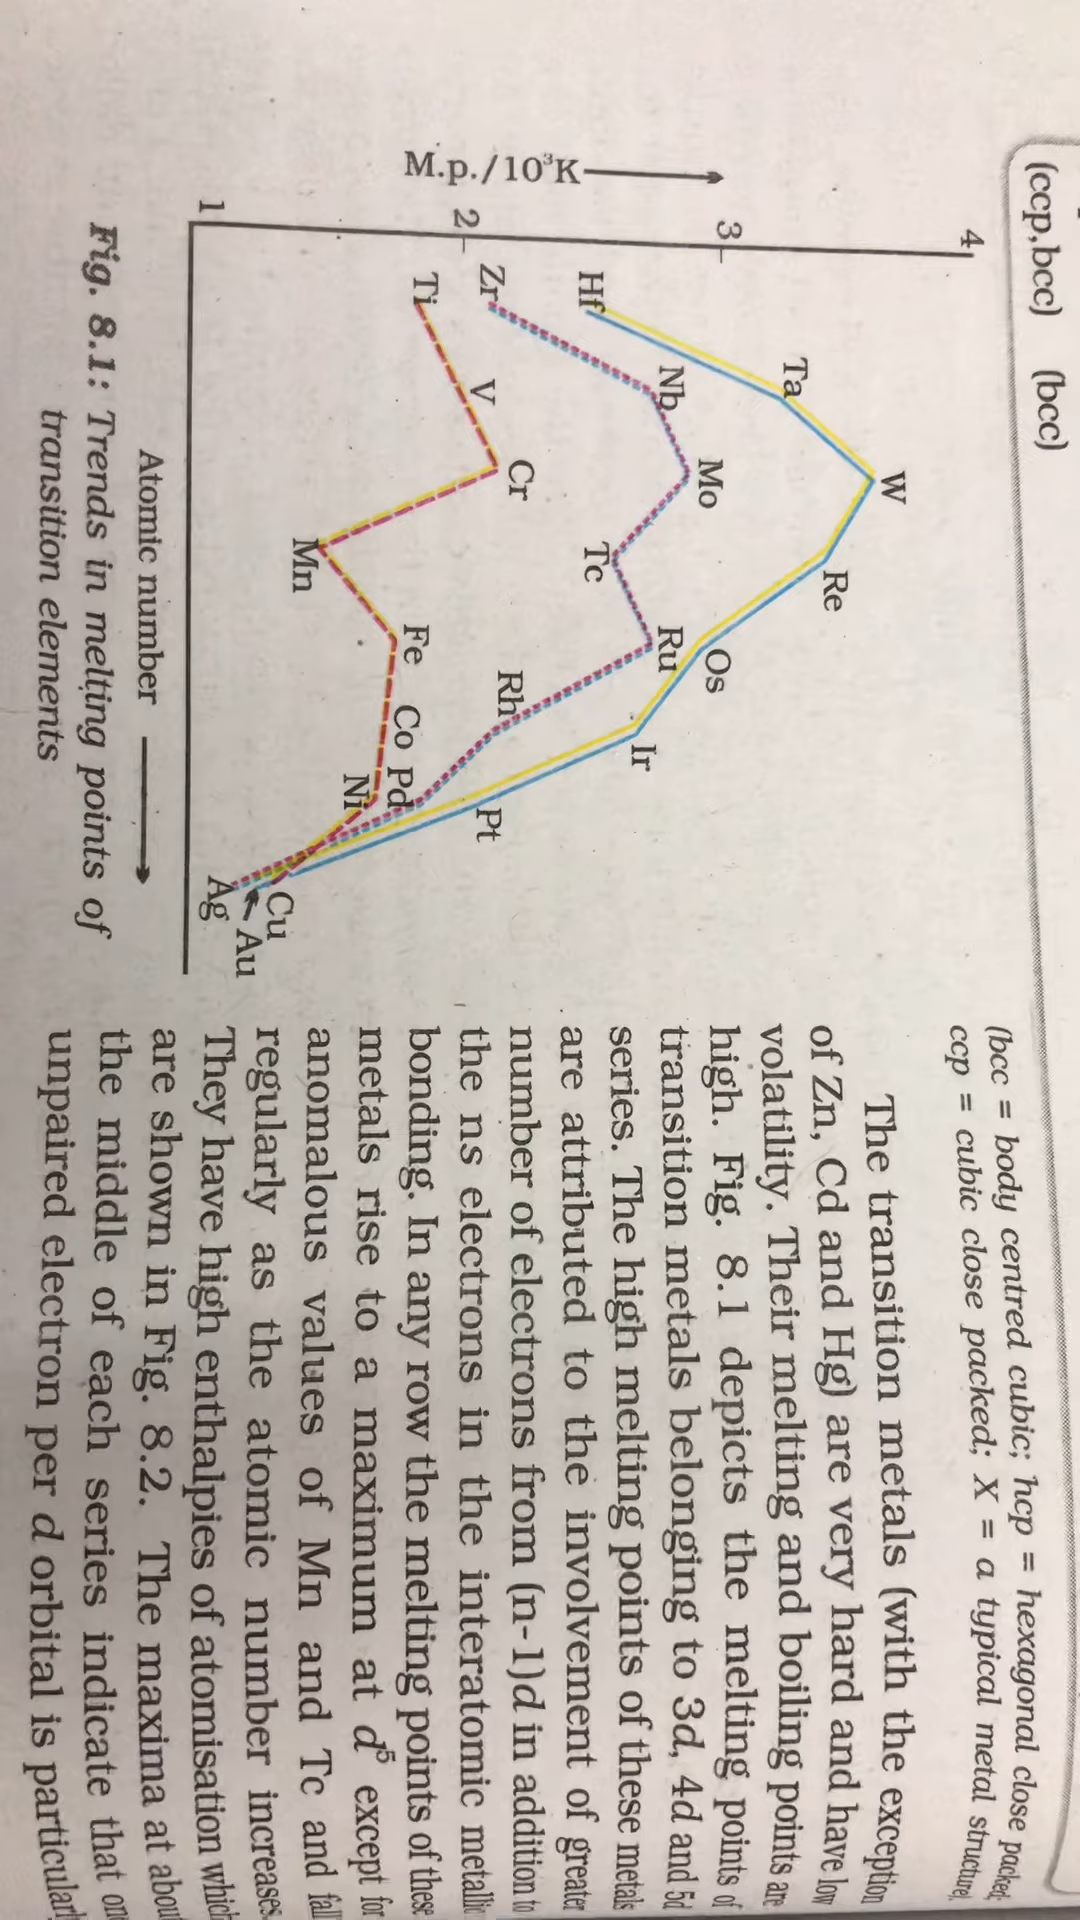 (ccp,bcc) (bcc)
(bcc = body centred cubic; hcp = hexagonal close packed;
ccp = cubic close packed; X = a typical metal structure)
4
3
2
1
M.p./10³K
W
Re
Ta
Os
Ir
Hf
Mo
Nb
Tc
Ru
Rh
Pt
Zr
Cr
V
Ti
Mn
Fe
Co
Pd
Ni
Cu
Au
Ag
Atomic number
Fig. 8.1: Trends in melting points of
transition elements
The transition metals (with the exception
of Zn, Cd and Hg) are very hard and have low
volatility. Their melting and boiling points are
high. Fig. 8.1 depicts the melting points of
transition metals belonging to 3d, 4d and 5d
series. The high melting points of these metals
are attributed to the involvement of greater
number of electrons from (n-1)d in addition to
the ns electrons in the interatomic metallic
bonding. In any row the melting points of these
metals rise to a maximum at d⁵ except for
anomalous values of Mn and Tc and fall
regularly as the atomic number increases.
They have high enthalpies of atomisation which
are shown in Fig. 8.2. The maxima at about
the middle of each series indicate that one
unpaired electron per d orbital is particularly